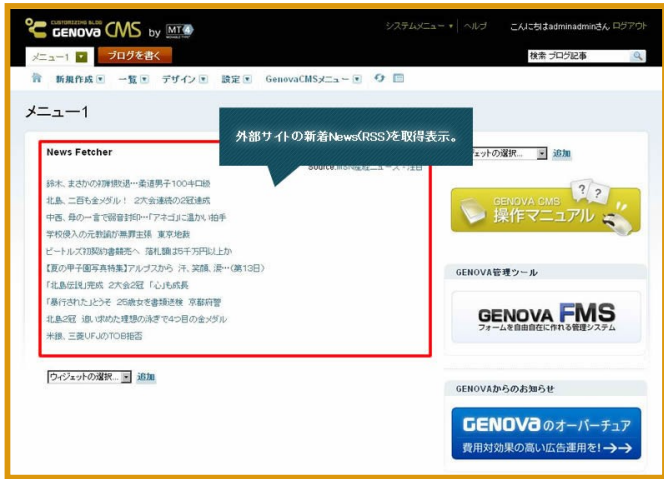 CUSTOMIZING BLOG
GENOVA CMS by MT4
システムメニュー ヘルプ こんにちはadminadminさん ログアウト
メニュー1 ブログを書く
検索 ブログ記事
新規作成 一覧 デザイン 設定 GenovaCMSメニュー
メニュー1
外部サイトの新着News(RSS)を取得表示。
News Fetcher
Source:MSN産経ニュース - 注目
鈴木、まさかの初戦敗退…柔道男子100キロ級
北島、二百も金メダル! 2大会連続の2冠達成
中西、母の一言で弱音封印…「アネゴ」に温かい拍手
学校侵入の元教諭が無罪主張 東京地裁
ビートルズ初契約書競売へ 落札額は5千万円以上か
【夏の甲子園写真特集】アルプスから 汗、笑顔、涙…(第13日)
「北島伝説」完成 2大会2冠 「心」も成長
「暴行された」とうそ 25歳女を書類送検 京都府警
北島2冠 追い求めた理想の泳ぎで4つ目の金メダル
米銀、三菱UFJのTOB拒否
ウィジェットの選択... 追加
ジェットの選択... 追加
GENOVA CMS
操作マニュアル
GENOVA管理ツール
GENOVA FMS
フォームを自由自在に作れる管理システム
GENOVAからのお知らせ
GENOVAのオーバーチュア
費用対効果の高い広告運用を!→→